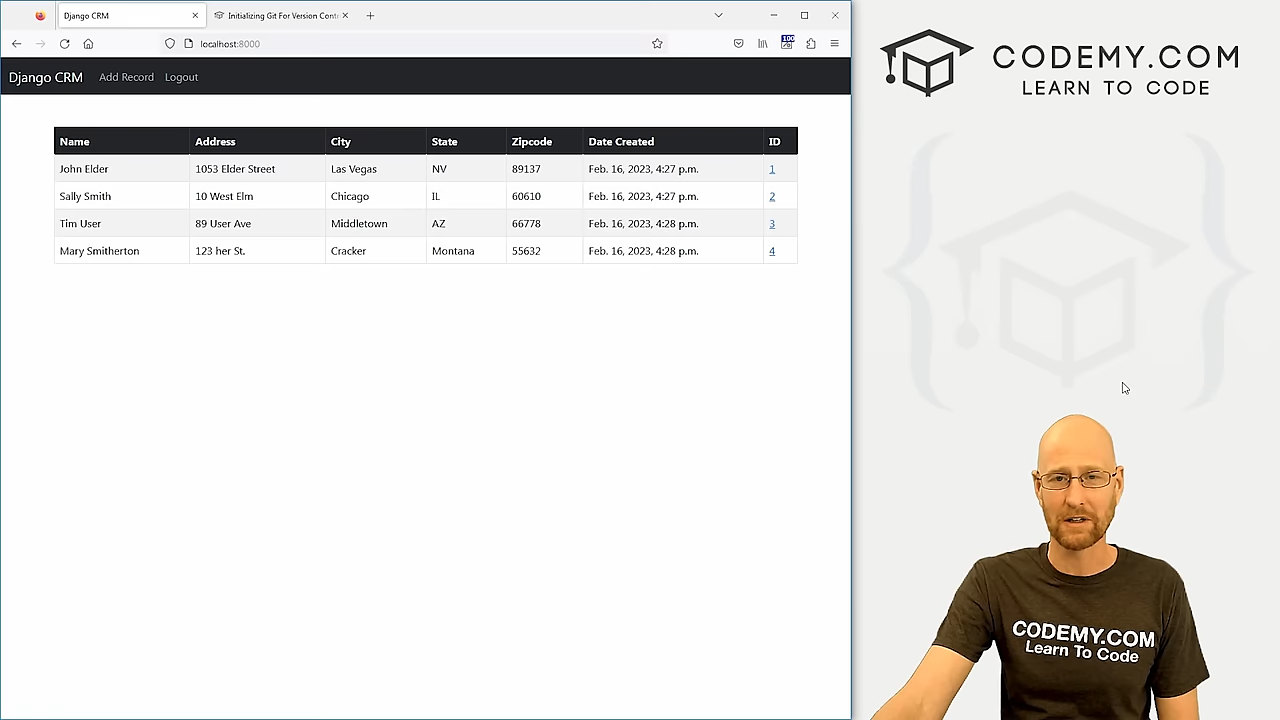 Django CRM
Initializing Git For Version Contr
localhost:8000
100
Django CRM Add Record Logout
Name Address City State Zipcode Date Created ID
John Elder 1053 Elder Street Las Vegas NV 89137 Feb. 16, 2023, 4:27 p.m. 1
Sally Smith 10 West Elm Chicago IL 60610 Feb. 16, 2023, 4:27 p.m. 2
Tim User 89 User Ave Middletown AZ 66778 Feb. 16, 2023, 4:28 p.m. 3
Mary Smitherton 123 her St. Cracker Montana 55632 Feb. 16, 2023, 4:28 p.m. 4
CODEMY.COM
LEARN TO CODE
CODEMY.COM
Learn To Code